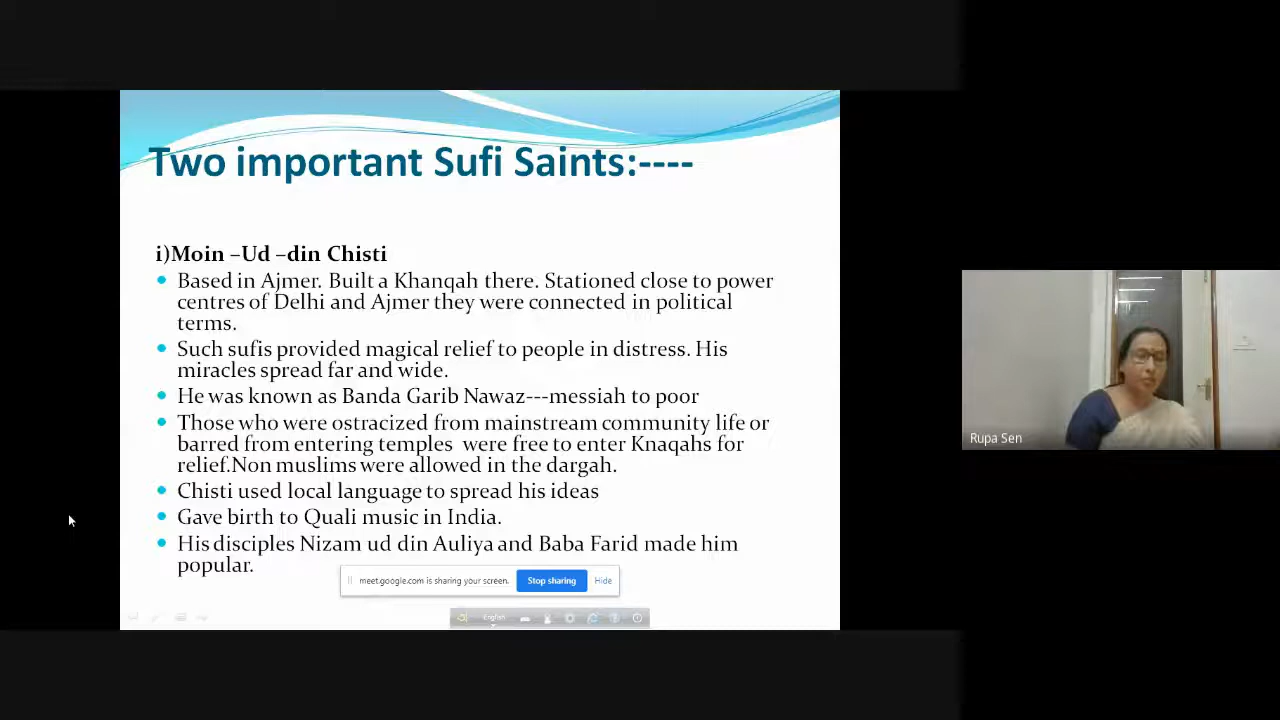 Two important Sufi Saints:----
i)Moin –Ud –din Chisti
Based in Ajmer. Built a Khanqah there. Stationed close to power
centres of Delhi and Ajmer they were connected in political
terms.
Such sufis provided magical relief to people in distress. His
miracles spread far and wide.
He was known as Banda Garib Nawaz---messiah to poor
Those who were ostracized from mainstream community life or
barred from entering temples were free to enter Knaqahs for
relief.Non muslims were allowed in the dargah.
Chisti used local language to spread his ideas
Gave birth to Quali music in India.
His disciples Nizam ud din Auliya and Baba Farid made him
popular.
meet.google.com is sharing your screen. Stop sharing Hide
English
Rupa Sen